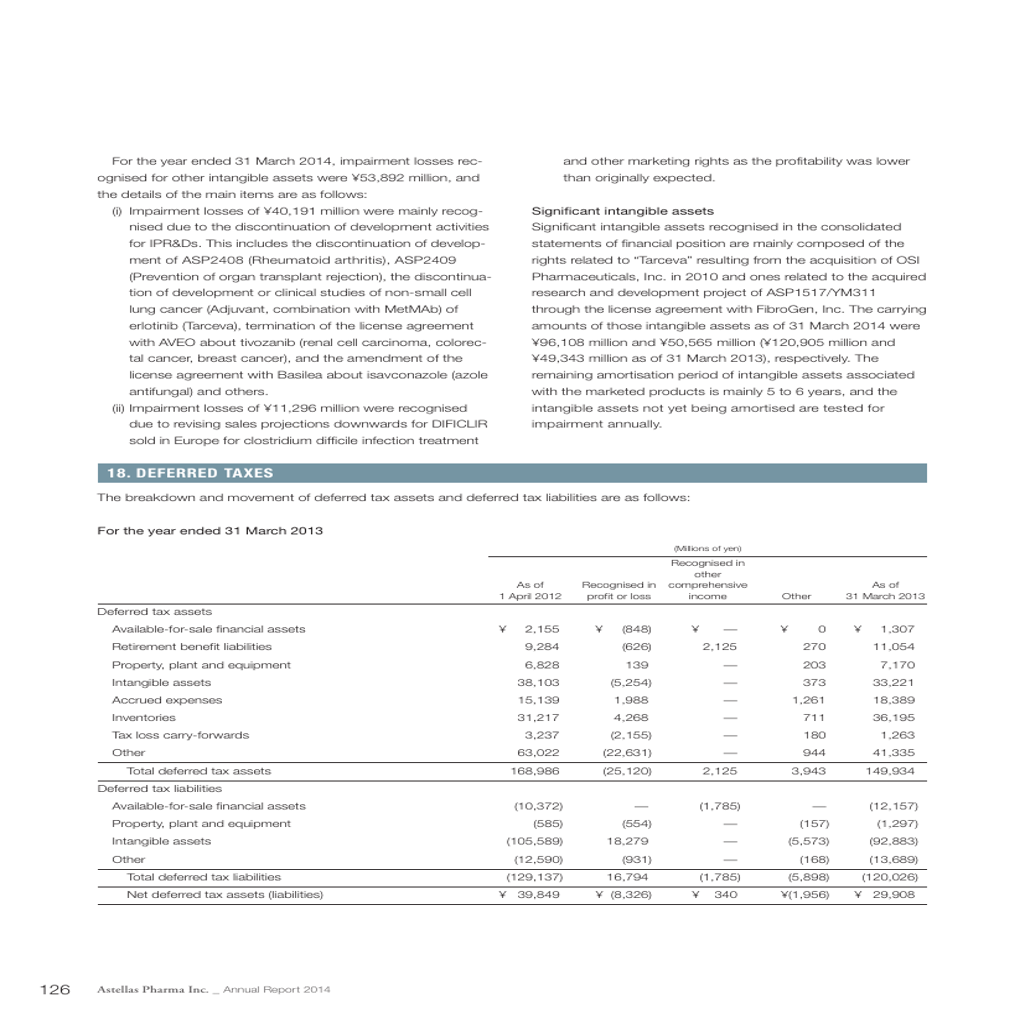 For the year ended 31 March 2014, impairment losses rec-
ognised for other intangible assets were ¥53,892 million, and
the details of the main items are as follows:
(i) Impairment losses of ¥40,191 million were mainly recog-
nised due to the discontinuation of development activities
for IPR&Ds. This includes the discontinuation of develop-
ment of ASP2408 (Rheumatoid arthritis), ASP2409
(Prevention of organ transplant rejection), the discontinua-
tion of development or clinical studies of non-small cell
lung cancer (Adjuvant, combination with MetMAb) of
erlotinib (Tarceva), termination of the license agreement
with AVEO about tivozanib (renal cell carcinoma, colorec-
tal cancer, breast cancer), and the amendment of the
license agreement with Basilea about isavconazole (azole
antifungal) and others.
(ii) Impairment losses of ¥11,296 million were recognised
due to revising sales projections downwards for DIFICLIR
sold in Europe for clostridium difficile infection treatment
and other marketing rights as the profitability was lower
than originally expected.
Significant intangible assets
Significant intangible assets recognised in the consolidated
statements of financial position are mainly composed of the
rights related to “Tarceva” resulting from the acquisition of OSI
Pharmaceuticals, Inc. in 2010 and ones related to the acquired
research and development project of ASP1517/YM311
through the license agreement with FibroGen, Inc. The carrying
amounts of those intangible assets as of 31 March 2014 were
¥96,108 million and ¥50,565 million (¥120,905 million and
¥49,343 million as of 31 March 2013), respectively. The
remaining amortisation period of intangible assets associated
with the marketed products is mainly 5 to 6 years, and the
intangible assets not yet being amortised are tested for
impairment annually.
18. DEFERRED TAXES
The breakdown and movement of deferred tax assets and deferred tax liabilities are as follows:
For the year ended 31 March 2013
(Millions of yen)
Recognised in
other
As of Recognised in comprehensive As of
1 April 2012 profit or loss income Other 31 March 2013
Deferred tax assets
Available-for-sale financial assets ¥ 2,155 ¥ (848) ¥ — ¥ 0 ¥ 1,307
Retirement benefit liabilities 9,284 (626) 2,125 270 11,054
Property, plant and equipment 6,828 139 — 203 7,170
Intangible assets 38,103 (5,254) — 373 33,221
Accrued expenses 15,139 1,988 — 1,261 18,389
Inventories 31,217 4,268 — 711 36,195
Tax loss carry-forwards 3,237 (2,155) — 180 1,263
Other 63,022 (22,631) — 944 41,335
Total deferred tax assets 168,986 (25,120) 2,125 3,943 149,934
Deferred tax liabilities
Available-for-sale financial assets (10,372) — (1,785) — (12,157)
Property, plant and equipment (585) (554) — (157) (1,297)
Intangible assets (105,589) 18,279 — (5,573) (92,883)
Other (12,590) (931) — (168) (13,689)
Total deferred tax liabilities (129,137) 16,794 (1,785) (5,898) (120,026)
Net deferred tax assets (liabilities) ¥ 39,849 ¥ (8,326) ¥ 340 ¥(1,956) ¥ 29,908
126 Astellas Pharma Inc. _ Annual Report 2014